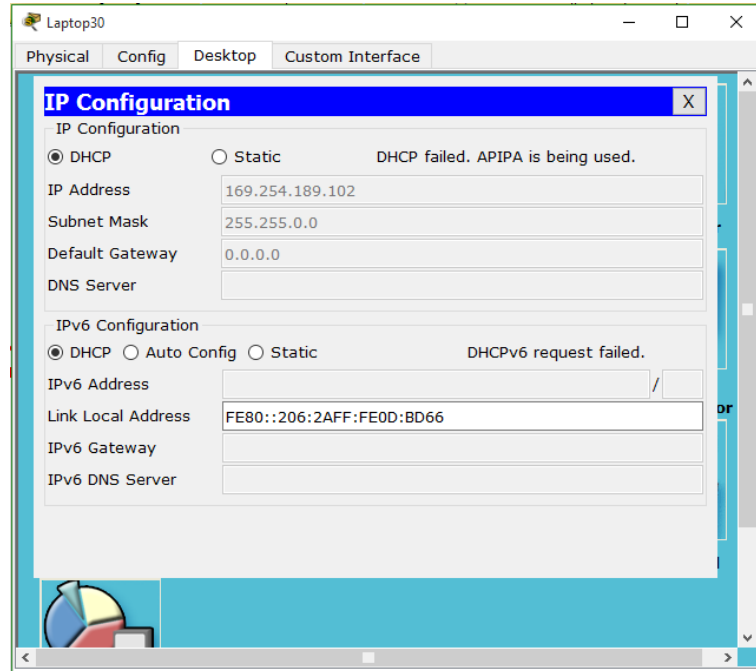 Laptop30
Physical Config Desktop Custom Interface
IP Configuration X
IP Configuration
DHCP Static DHCP failed. APIPA is being used.
IP Address 169.254.189.102
Subnet Mask 255.255.0.0
Default Gateway 0.0.0.0
DNS Server
IPv6 Configuration
DHCP Auto Config Static DHCPv6 request failed.
IPv6 Address /
Link Local Address FE80::206:2AFF:FE0D:BD66
IPv6 Gateway
IPv6 DNS Server
or